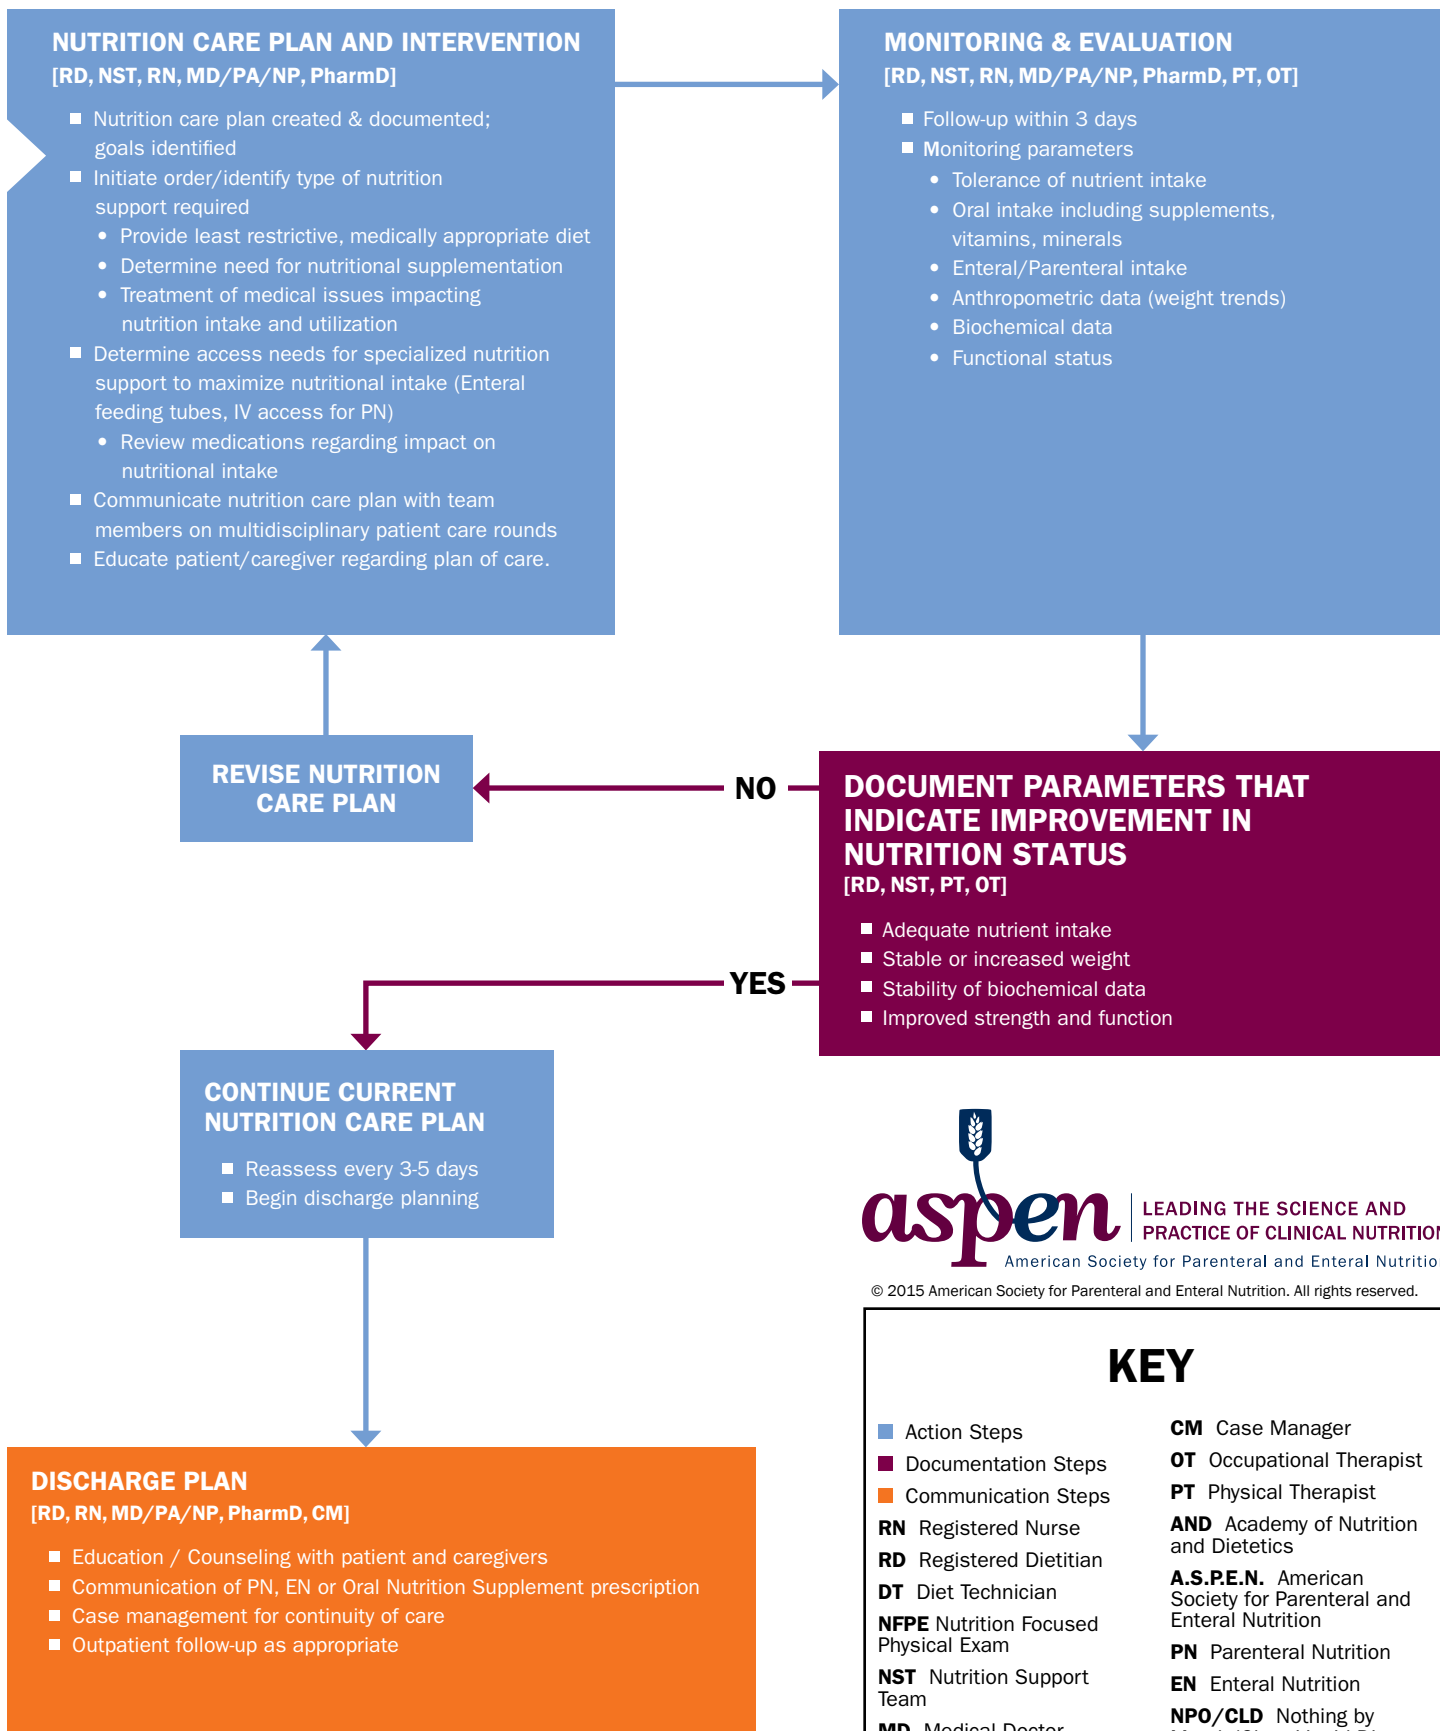 NUTRITION CARE PLAN AND INTERVENTION
[RD, NST, RN, MD/PA/NP, PharmD]
Nutrition care plan created & documented;
goals identified
Initiate order/identify type of nutrition
support required
Provide least restrictive, medically appropriate diet
Determine need for nutritional supplementation
Treatment of medical issues impacting
nutrition intake and utilization
Determine access needs for specialized nutrition
support to maximize nutritional intake (Enteral
feeding tubes, IV access for PN)
Review medications regarding impact on
nutritional intake
Communicate nutrition care plan with team
members on multidisciplinary patient care rounds
Educate patient/caregiver regarding plan of care.
MONITORING & EVALUATION
[RD, NST, RN, MD/PA/NP, PharmD, PT, OT]
Follow-up within 3 days
Monitoring parameters
Tolerance of nutrient intake
Oral intake including supplements,
vitamins, minerals
Enteral/Parenteral intake
Anthropometric data (weight trends)
Biochemical data
Functional status
REVISE NUTRITION
CARE PLAN
NO
DOCUMENT PARAMETERS THAT
INDICATE IMPROVEMENT IN
NUTRITION STATUS
[RD, NST, PT, OT]
Adequate nutrient intake
Stable or increased weight
Stability of biochemical data
Improved strength and function
YES
CONTINUE CURRENT
NUTRITION CARE PLAN
Reassess every 3-5 days
Begin discharge planning
DISCHARGE PLAN
[RD, RN, MD/PA/NP, PharmD, CM]
Education / Counseling with patient and caregivers
Communication of PN, EN or Oral Nutrition Supplement prescription
Case management for continuity of care
Outpatient follow-up as appropriate
aspen
LEADING THE SCIENCE AND
PRACTICE OF CLINICAL NUTRITION
American Society for Parenteral and Enteral Nutritio
© 2015 American Society for Parenteral and Enteral Nutrition. All rights reserved.
KEY
Action Steps
Documentation Steps
Communication Steps
RN Registered Nurse
RD Registered Dietitian
DT Diet Technician
NFPE Nutrition Focused
Physical Exam
NST Nutrition Support
Team
MD Medical Doctor
CM Case Manager
OT Occupational Therapist
PT Physical Therapist
AND Academy of Nutrition
and Dietetics
A.S.P.E.N. American
Society for Parenteral and
Enteral Nutrition
PN Parenteral Nutrition
EN Enteral Nutrition
NPO/CLD Nothing by